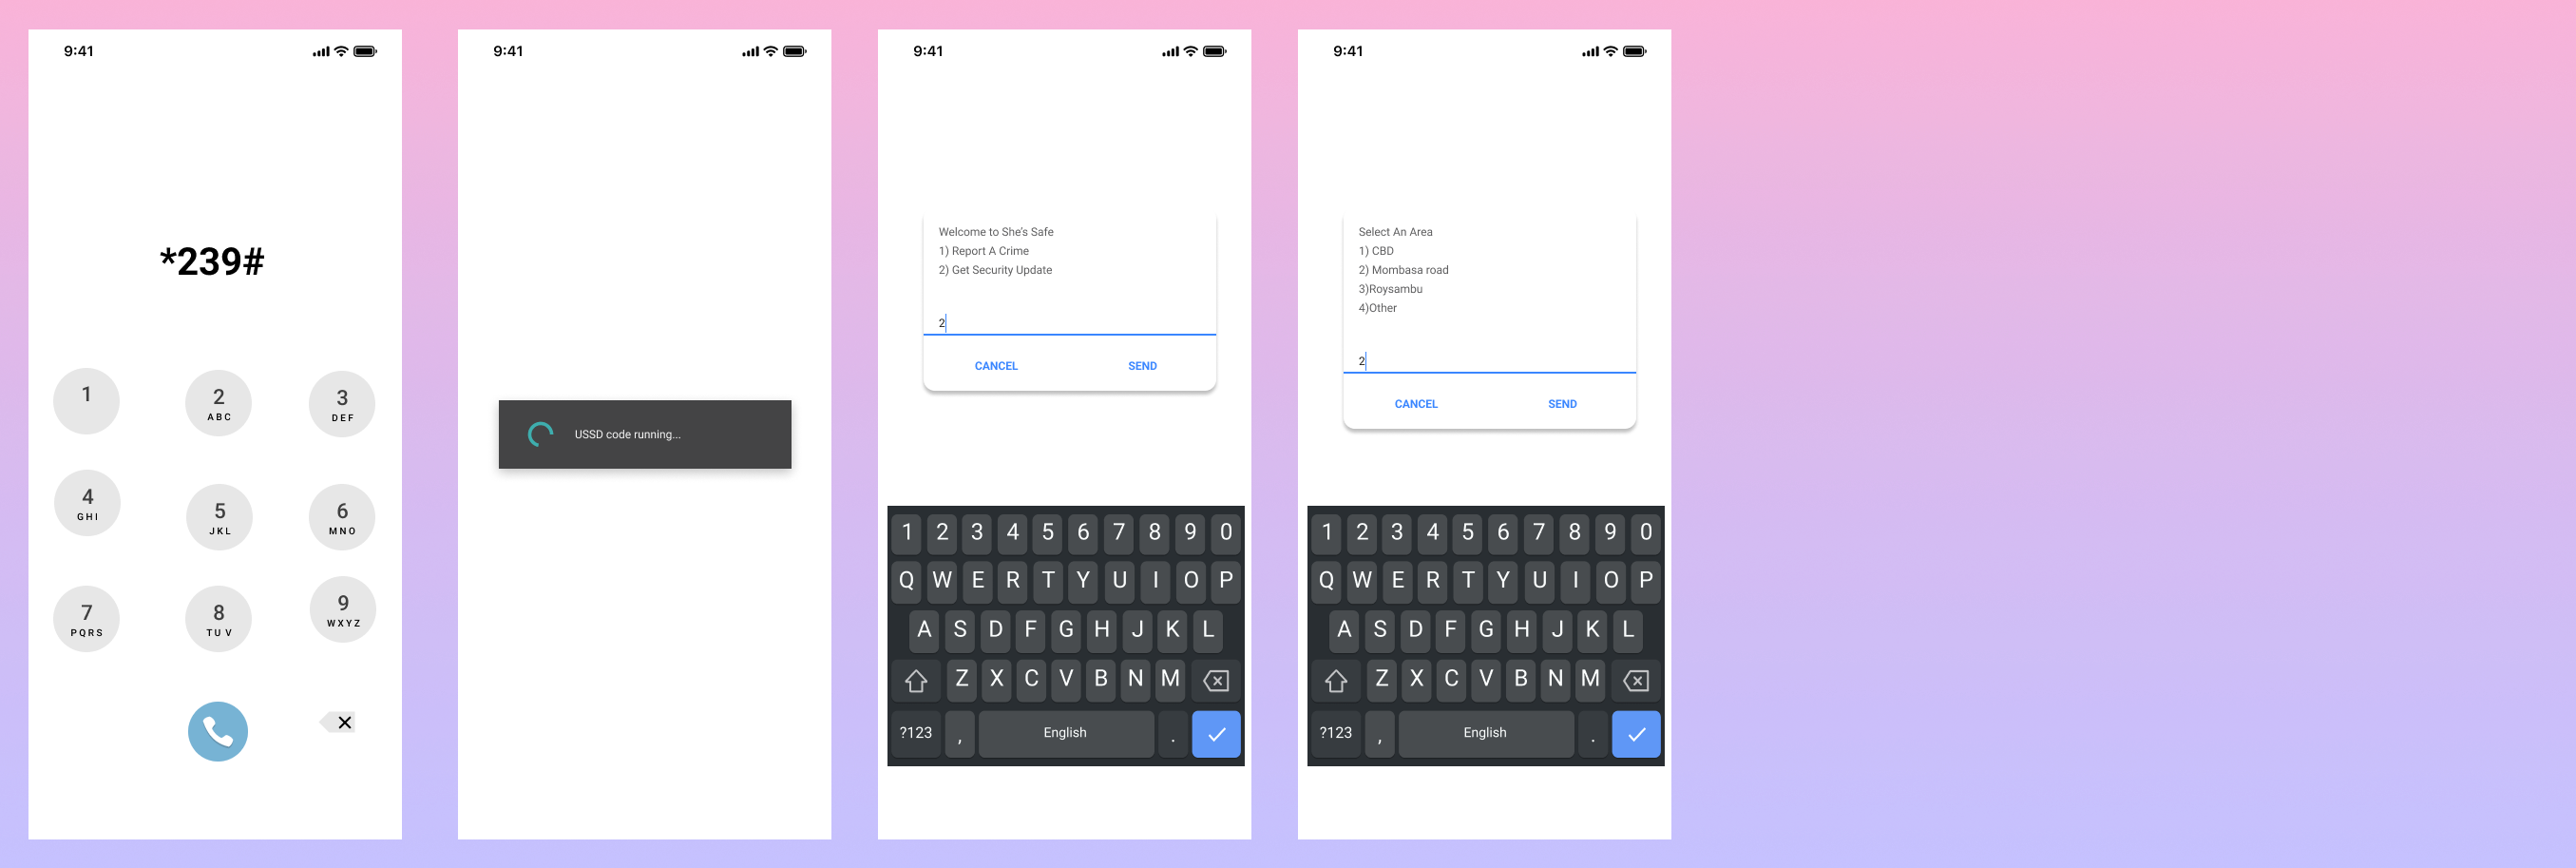 9:41
*239#
1
2
ABC
3
DEF
4
GHI
5
JKL
6
MNO
7
PQRS
8
TUV
9
WXYZ
9:41
USSD code running...
9:41
Welcome to She's Safe
1) Report A Crime
2) Get Security Update
2
CANCEL SEND
1 2 3 4 5 6 7 8 9 0
Q W E R T Y U I O P
A S D F G H J K L
Z X C V B N M
?123 , English .
9:41
Select An Area
1) CBD
2) Mombasa road
3)Roysambu
4)Other
2
CANCEL SEND
1 2 3 4 5 6 7 8 9 0
Q W E R T Y U I O P
A S D F G H J K L
Z X C V B N M
?123 , English .